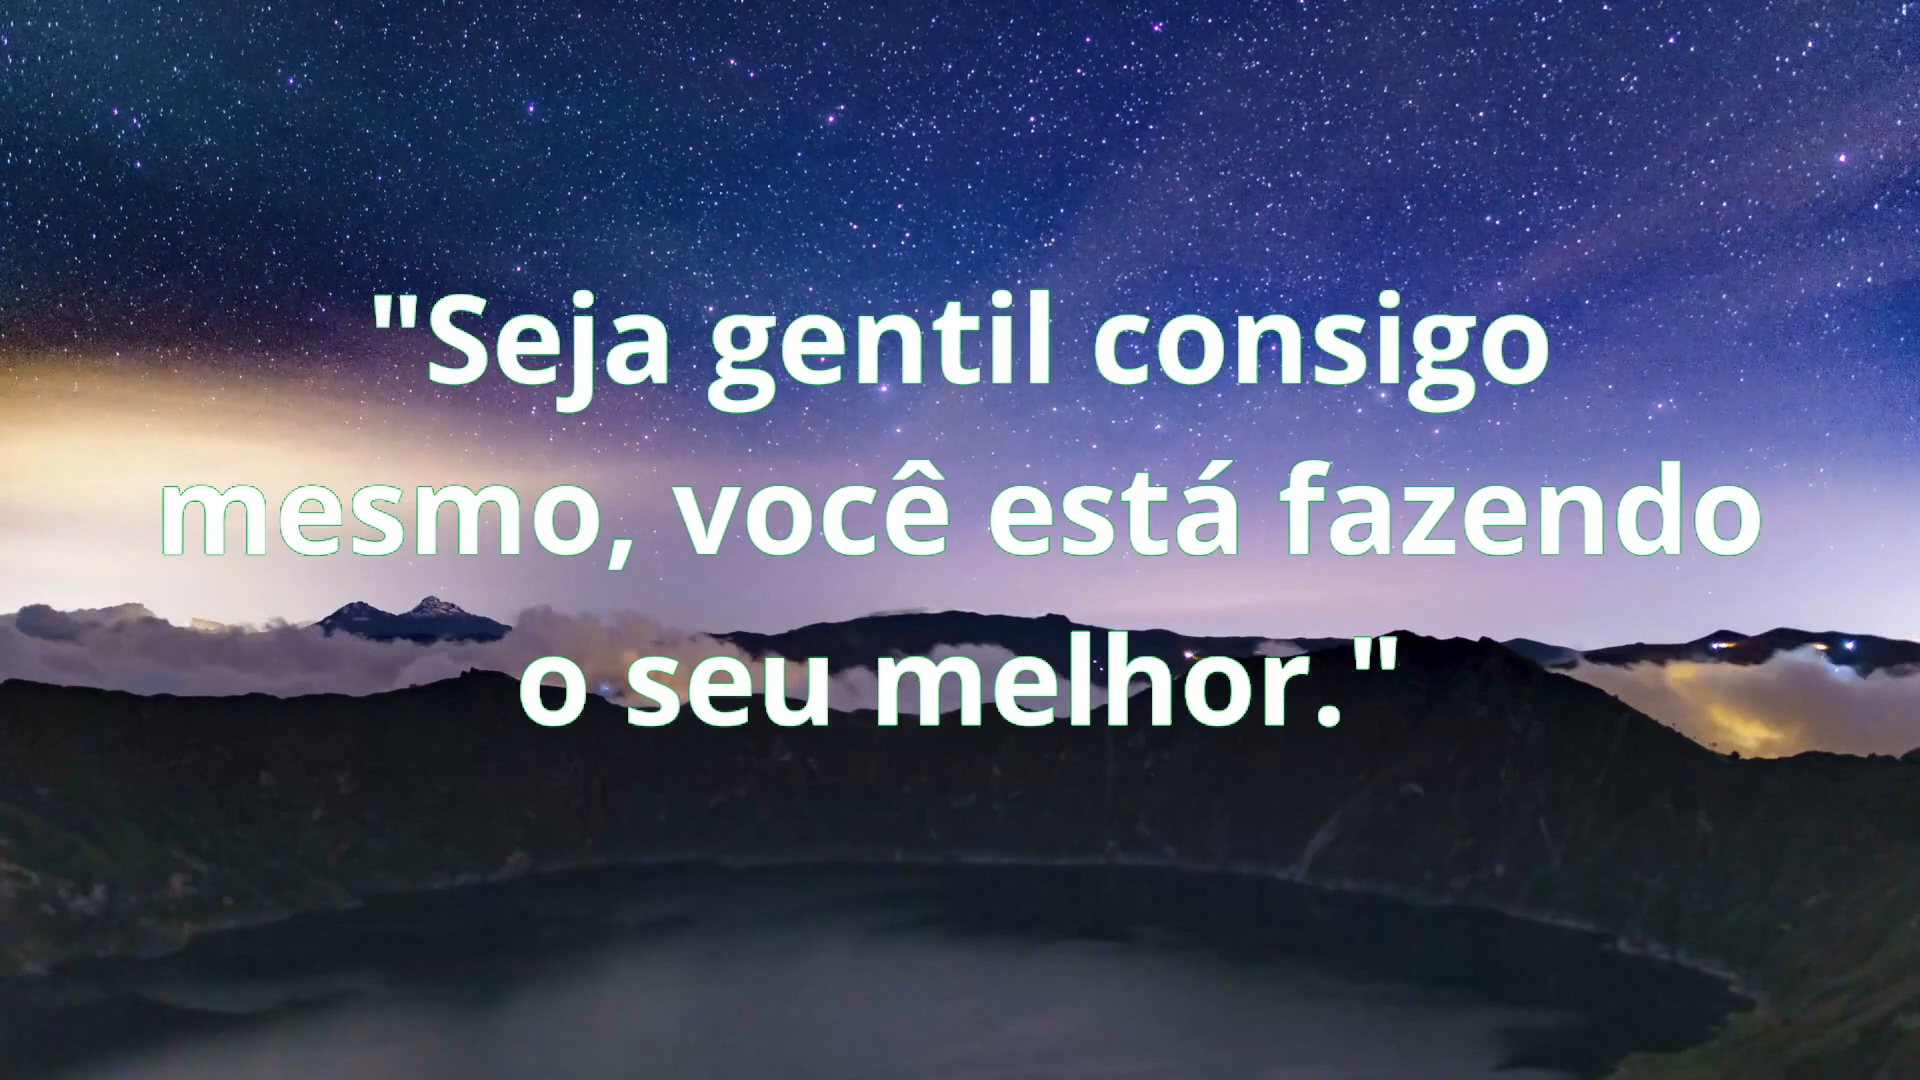 "Seja gentil consigo
mesmo, você está fazendo
o seu melhor."